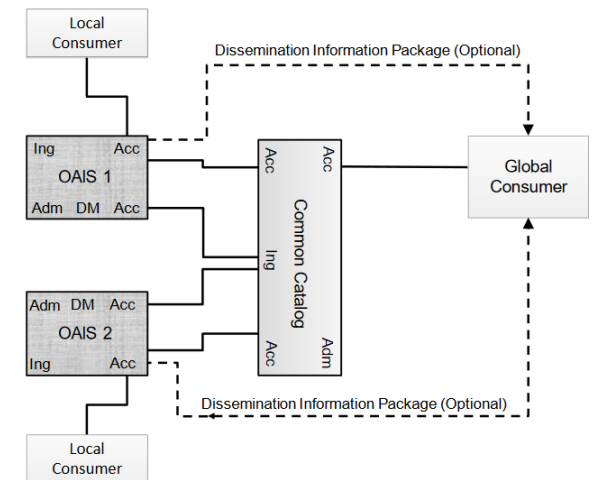 Local
Consumer
Dissemination Information Package (Optional)
Ing Acc
OAIS 1
Adm DM Acc
Acc Acc
Common Catalog
Ing
Acc Adm
Global
Consumer
Adm DM Acc
OAIS 2
Ing Acc
Dissemination Information Package (Optional)
Local
Consumer